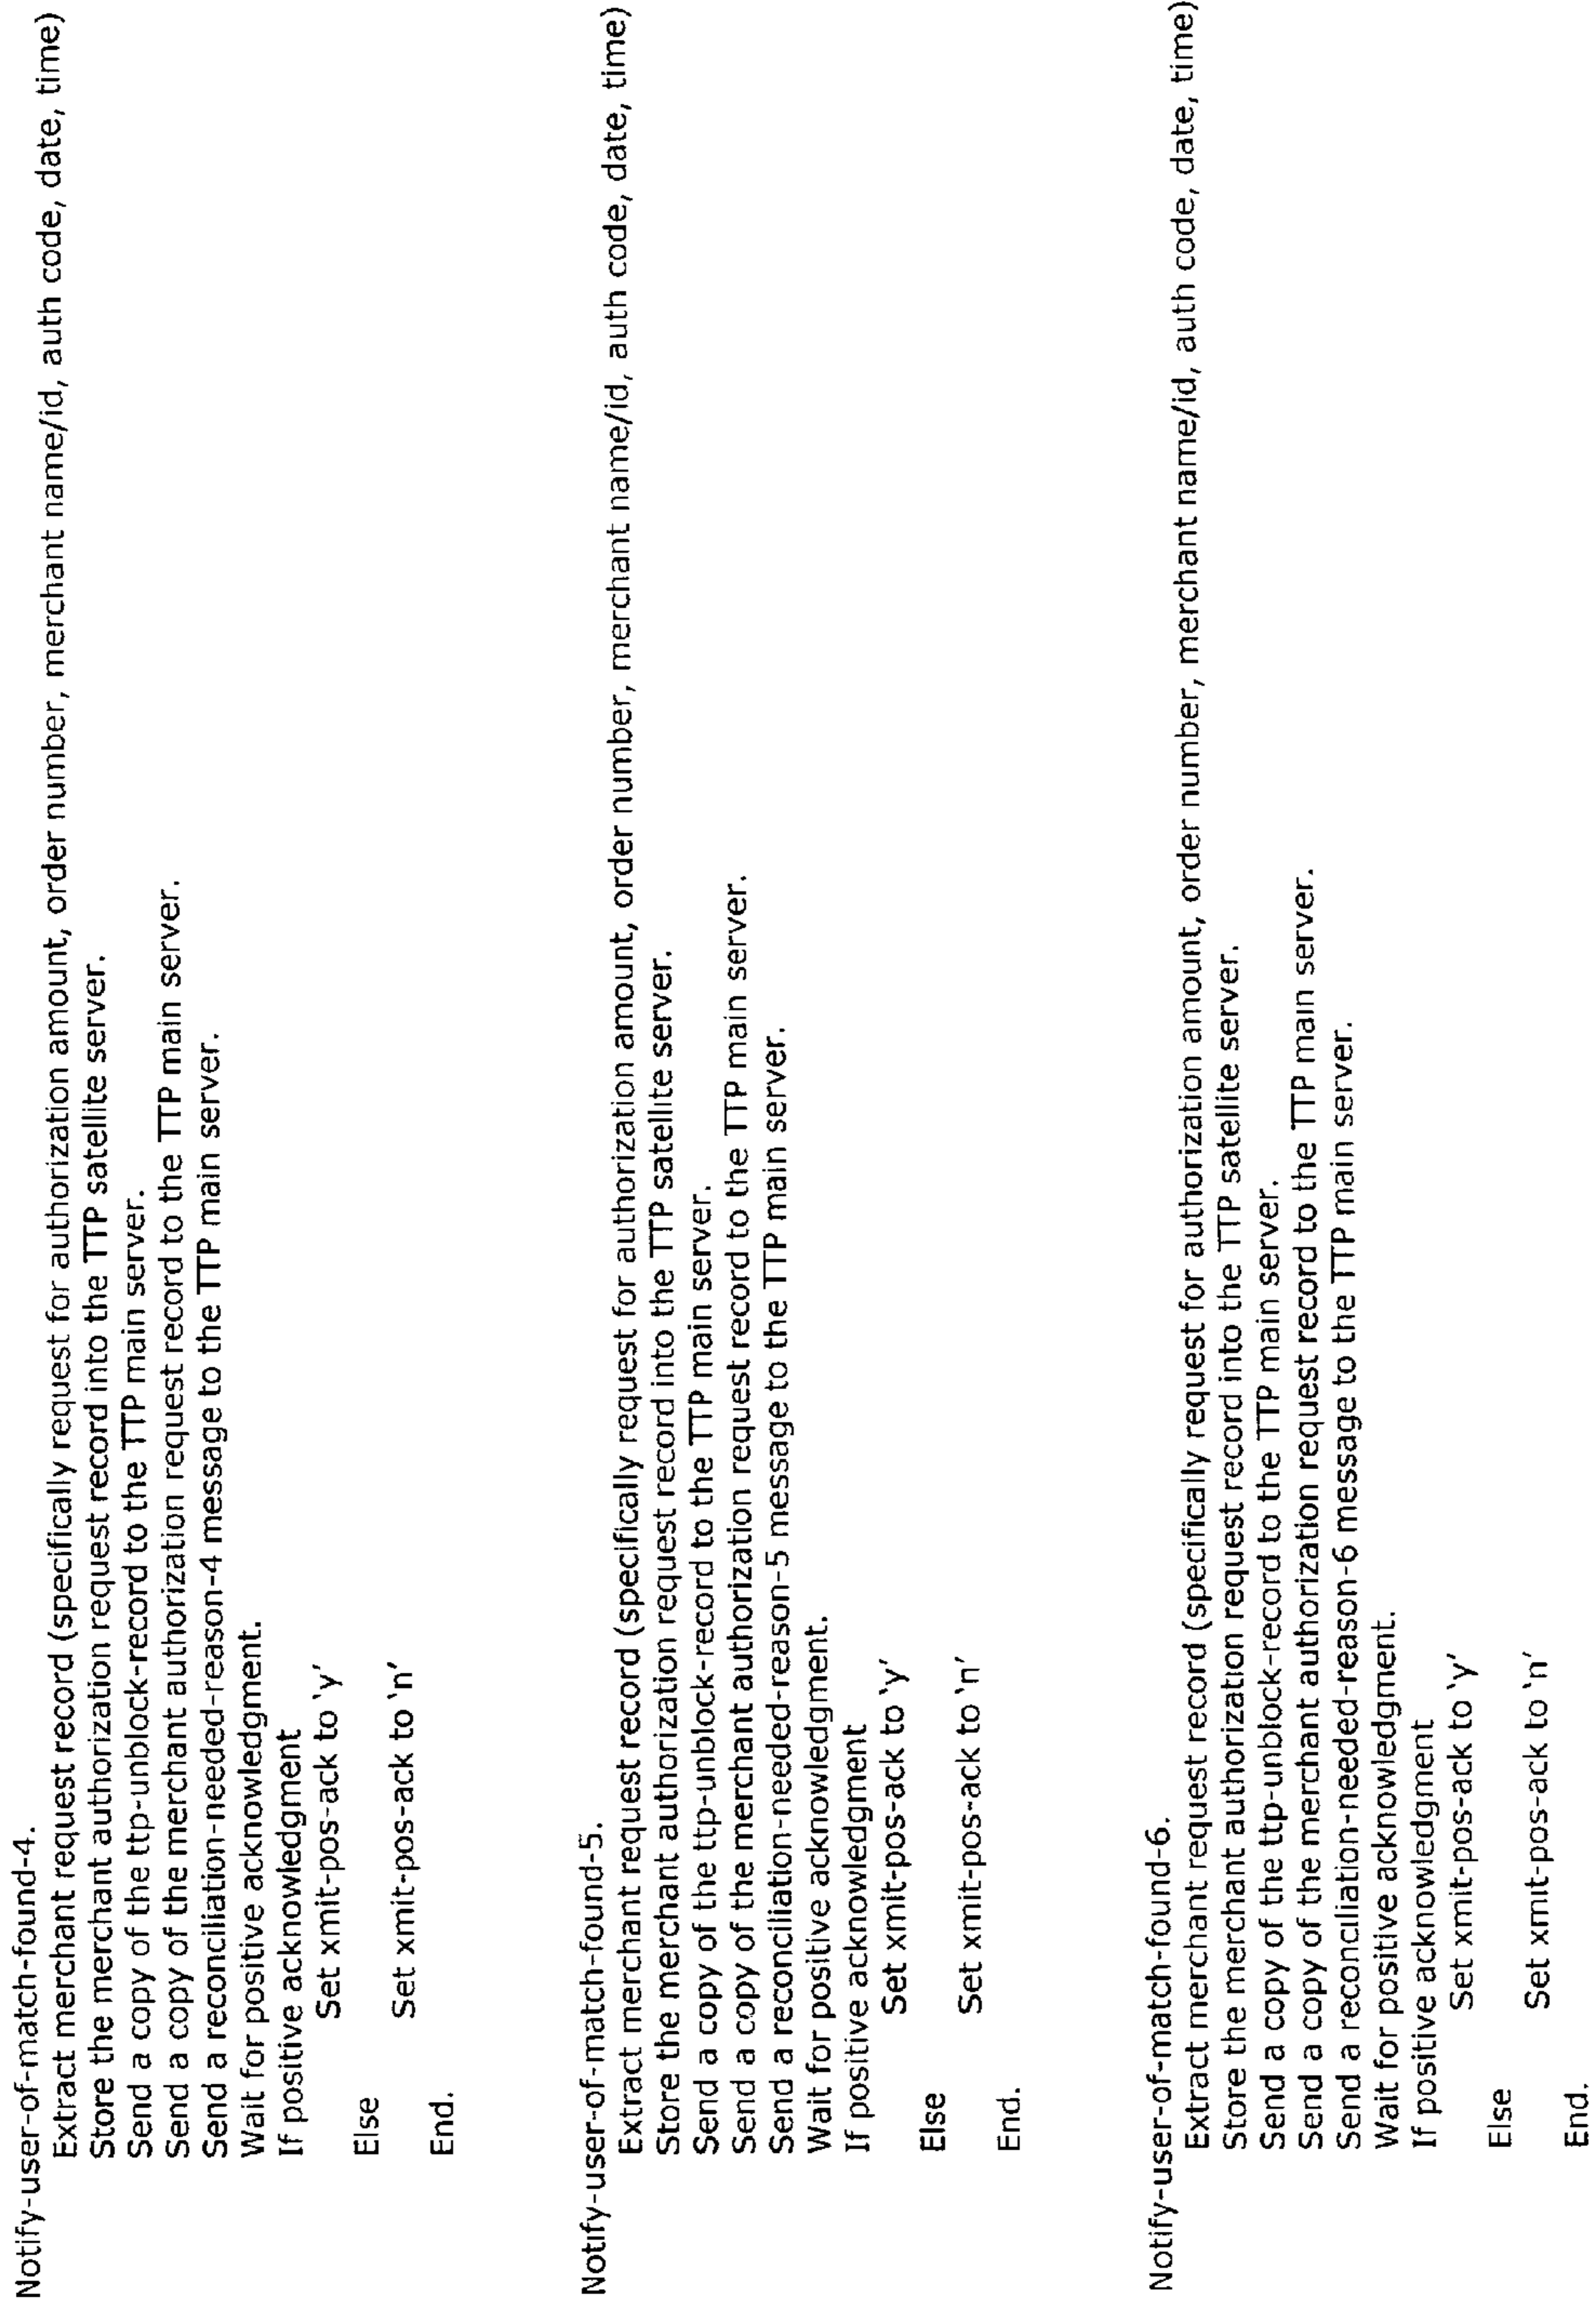 Notify-user-of-match-found-4.
Extract merchant request record (specifically request for authorization amount, order number, merchant name/id, auth code, date, time)
Store the merchant authorization request record into the TTP satellite server.
Send a copy of the ttp-unblock-record to the TTP main server.
Send a copy of the merchant authorization request record to the TTP main server.
Send a reconciliation-needed-reason-4 message to the TTP main server.
Wait for positive acknowledgment.
If positive acknowledgment
Set xmit-pos-ack to ‘y’
Else
Set xmit-pos-ack to ‘n’
End.
Notify-user-of-match-found-5.
Extract merchant request record (specifically request for authorization amount, order number, merchant name/id, auth code, date, time)
Store the merchant authorization request record into the TTP satellite server.
Send a copy of the ttp-unblock-record to the TTP main server.
Send a copy of the merchant authorization request record to the TTP main server.
Send a reconciliation-needed-reason-5 message to the TTP main server.
Wait for positive acknowledgment.
If positive acknowledgment
Set xmit-pos-ack to ‘y’
Else
Set xmit-pos-ack to ‘n’
End.
Notify-user-of-match-found-6.
Extract merchant request record (specifically request for authorization amount, order number, merchant name/id, auth code, date, time)
Store the merchant authorization request record into the TTP satellite server.
Send a copy of the ttp-unblock-record to the TTP main server.
Send a copy of the merchant authorization request record to the TTP main server.
Send a reconciliation-needed-reason-6 message to the TTP main server.
Wait for positive acknowledgment.
If positive acknowledgment
Set xmit-pos-ack to ‘y’
Else
Set xmit-pos-ack to ‘n’
End.